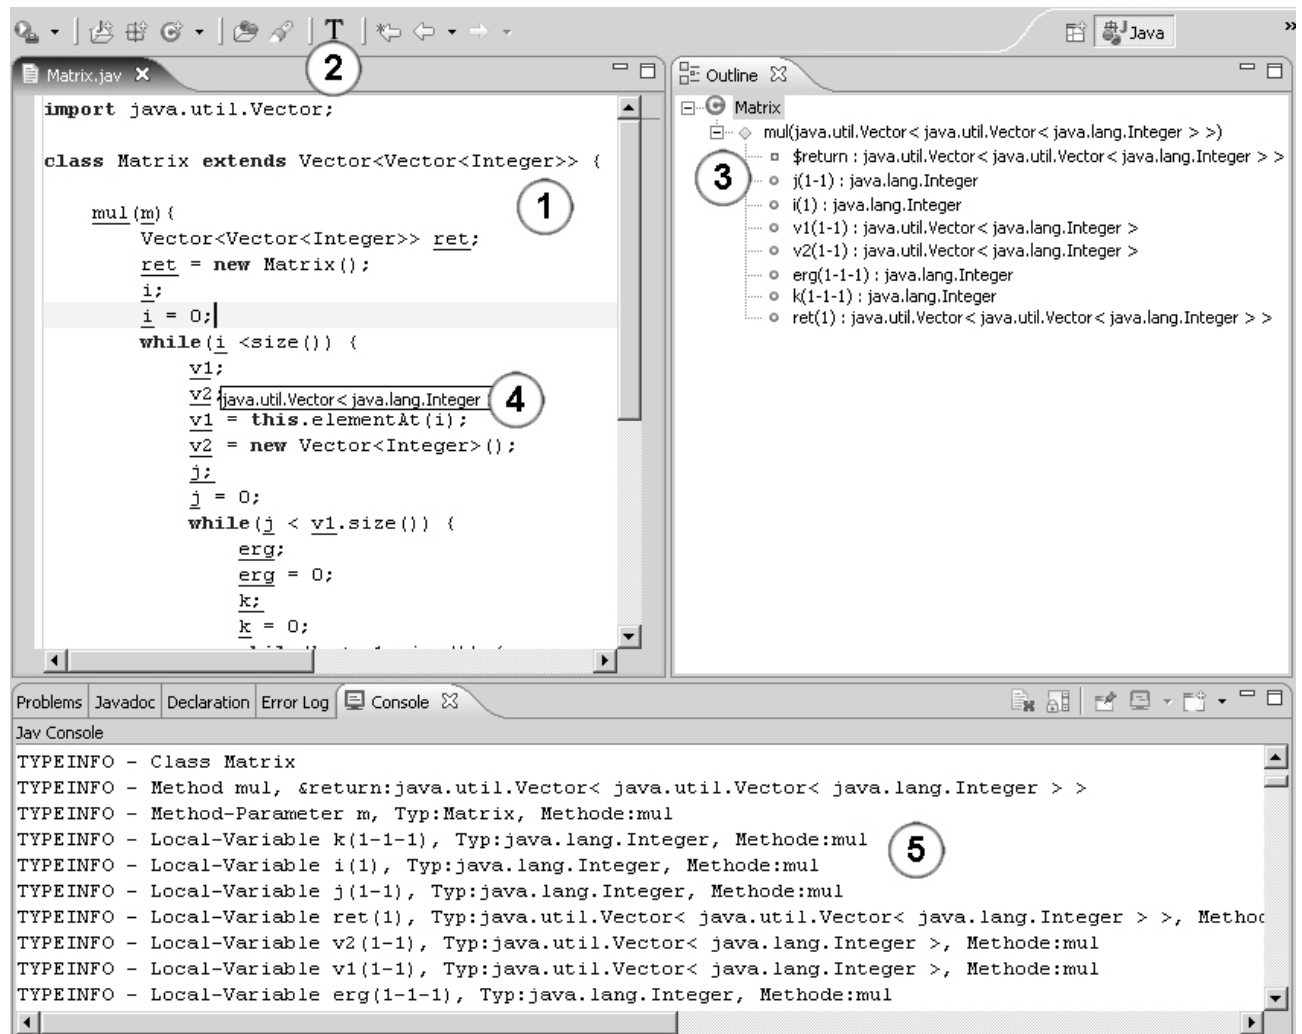 T
Java
»
2
Matrix.jav
import java.util.Vector;
class Matrix extends Vector<Vector<Integer>> {
1
mul(m){
Vector<Vector<Integer>> ret;
ret = new Matrix();
i;
i = 0;
while(i <size()) {
v1;
v2;
java.util.Vector< java.lang.Integer
4
v1 = this.elementAt(i);
v2 = new Vector<Integer>();
j;
j = 0;
while(j < v1.size()) {
erg;
erg = 0;
k;
k = 0;
Outline
Matrix
mul(java.util.Vector< java.util.Vector< java.lang.Integer > >)
3
$return : java.util.Vector< java.util.Vector< java.lang.Integer > >
j(1-1) : java.lang.Integer
i(1) : java.lang.Integer
v1(1-1) : java.util.Vector< java.lang.Integer >
v2(1-1) : java.util.Vector< java.lang.Integer >
erg(1-1-1) : java.lang.Integer
k(1-1-1) : java.lang.Integer
ret(1) : java.util.Vector< java.util.Vector< java.lang.Integer > >
Problems Javadoc Declaration Error Log Console
Jav Console
TYPEINFO - Class Matrix
TYPEINFO - Method mul, &return:java.util.Vector< java.util.Vector< java.lang.Integer > >
TYPEINFO - Method-Parameter m, Typ:Matrix, Methode:mul
TYPEINFO - Local-Variable k(1-1-1), Typ:java.lang.Integer, Methode:mul
5
TYPEINFO - Local-Variable i(1), Typ:java.lang.Integer, Methode:mul
TYPEINFO - Local-Variable j(1-1), Typ:java.lang.Integer, Methode:mul
TYPEINFO - Local-Variable ret(1), Typ:java.util.Vector< java.util.Vector< java.lang.Integer > >, Method
TYPEINFO - Local-Variable v2(1-1), Typ:java.util.Vector< java.lang.Integer >, Methode:mul
TYPEINFO - Local-Variable v1(1-1), Typ:java.util.Vector< java.lang.Integer >, Methode:mul
TYPEINFO - Local-Variable erg(1-1-1), Typ:java.lang.Integer, Methode:mul